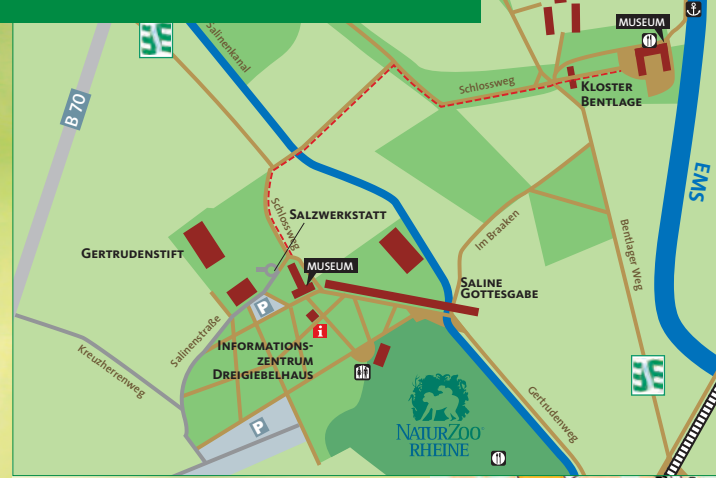 MUSEUM
Salinenkanal
Schlossweg
KLOSTER
BENTLAGE
B 70
EMS
Schlossweg
SALZWERKSTATT
Im Braaken
Bentlager Weg
GERTRUDENSTIFT
MUSEUM
SALINE
GOTTESGABE
P
Salinenstraße
i
INFORMATIONS-
ZENTRUM
DREIGIEBELHAUS
Kreuzherrenweg
Gertrudenweg
P
NATURZOO
RHEINE